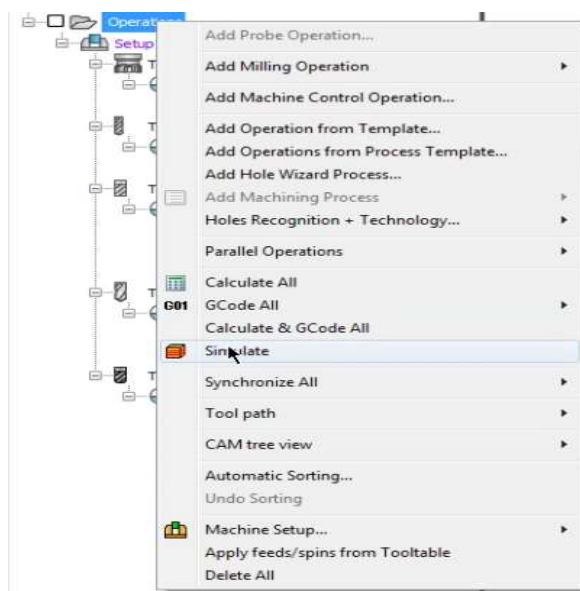 Operations
Setup
Add Probe Operation...
Add Milling Operation
Add Machine Control Operation...
Add Operation from Template...
Add Operations from Process Template...
Add Hole Wizard Process...
Add Machining Process
Holes Recognition + Technology...
Parallel Operations
Calculate All
G01 GCode All
Calculate & GCode All
Simulate
Synchronize All
Tool path
CAM tree view
Automatic Sorting...
Undo Sorting
Machine Setup...
Apply feeds/spins from Tooltable
Delete All